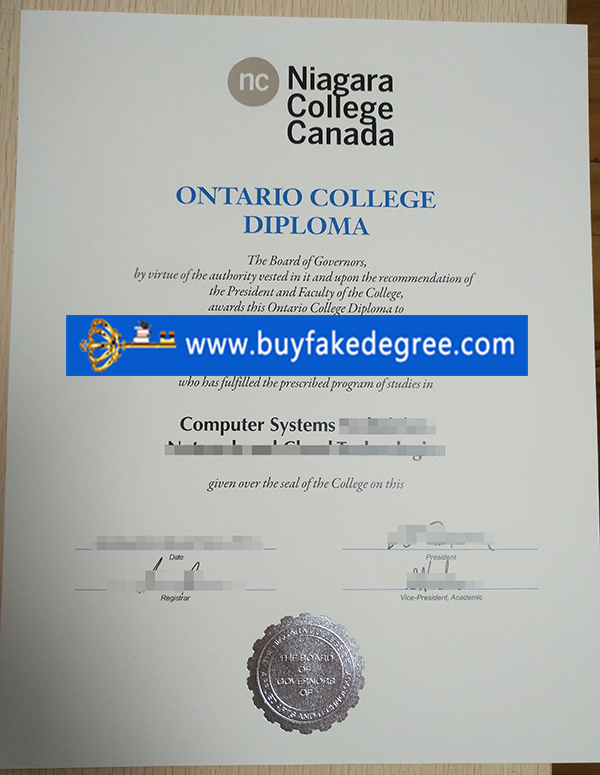 nc
Niagara
College
Canada
ONTARIO COLLEGE
DIPLOMA
The Board of Governors,
by virtue of the authority vested in it and upon the recommendation of
the President and Faculty of the College,
awards this Ontario College Diploma to
www.buyfakedegree.com
who has fulfilled the prescribed program of studies in
Computer Systems
given over the seal of the College on this
Date
President
Registrar
Vice-President, Academic
THE BOARD
OF
GOVERNORS
OF
ARTS AND TECHNOLOGY